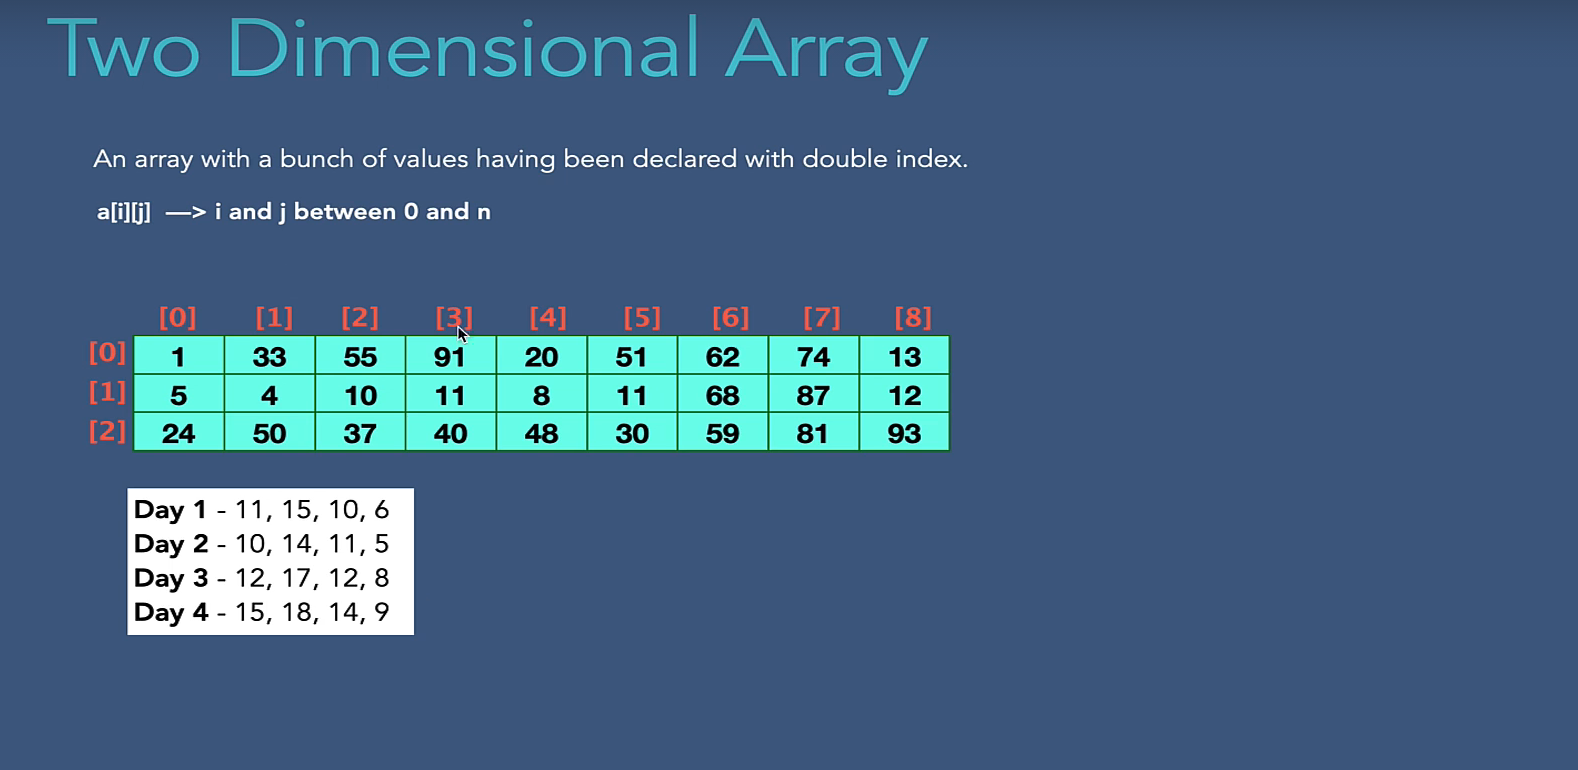 Two Dimensional Array
An array with a bunch of values having been declared with double index.
a[i][j] —> i and j between 0 and n
[0] [1] [2] [3] [4] [5] [6] [7] [8]
[0] 1 33 55 91 20 51 62 74 13
[1] 5 4 10 11 8 11 68 87 12
[2] 24 50 37 40 48 30 59 81 93
Day 1 - 11, 15, 10, 6
Day 2 - 10, 14, 11, 5
Day 3 - 12, 17, 12, 8
Day 4 - 15, 18, 14, 9